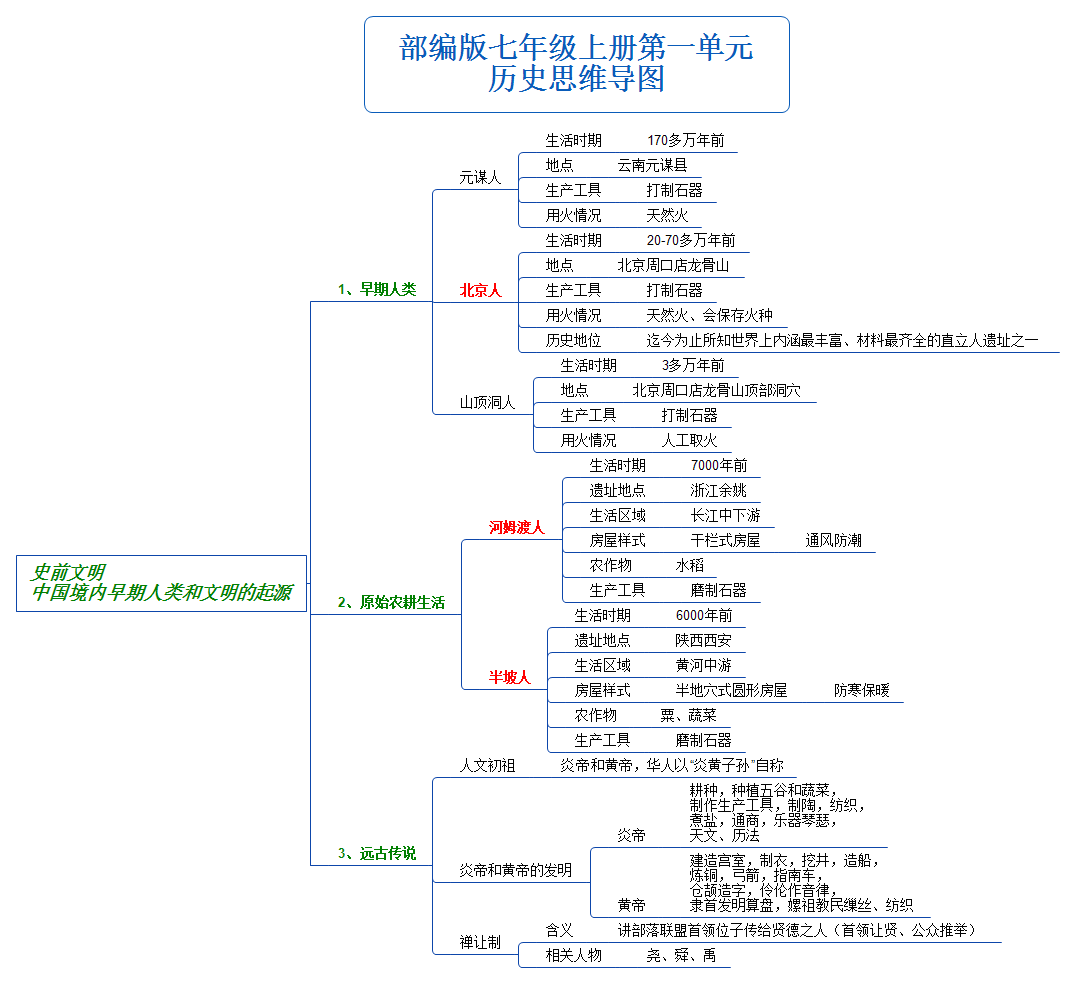 部编版七年级上册第一单元
历史思维导图
史前文明
中国境内早期人类和文明的起源
1、早期人类
元谋人
生活时期 170多万年前
地点 云南元谋县
生产工具 打制石器
用火情况 天然火
北京人
生活时期 20-70多万年前
地点 北京周口店龙骨山
生产工具 打制石器
用火情况 天然火、会保存火种
历史地位 迄今为止所知世界上内涵最丰富、材料最齐全的直立人遗址之一
山顶洞人
生活时期 3多万年前
地点 北京周口店龙骨山顶部洞穴
生产工具 打制石器
用火情况 人工取火
2、原始农耕生活
河姆渡人
生活时期 7000年前
遗址地点 浙江余姚
生活区域 长江中下游
房屋样式 干栏式房屋 通风防潮
农作物 水稻
生产工具 磨制石器
半坡人
生活时期 6000年前
遗址地点 陕西西安
生活区域 黄河中游
房屋样式 半地穴式圆形房屋 防寒保暖
农作物 粟、蔬菜
生产工具 磨制石器
3、远古传说
人文初祖 炎帝和黄帝，华人以“炎黄子孙”自称
炎帝和黄帝的发明
炎帝
耕种，种植五谷和蔬菜，
制作生产工具，制陶，纺织，
煮盐，通商，乐器琴瑟，
天文、历法
黄帝
建造宫室，制衣，挖井，造船，
炼铜，弓箭，指南车，
仓颉造字，伶伦作音律，
隶首发明算盘，嫘祖教民缫丝、纺织
禅让制
含义 讲部落联盟首领位子传给贤德之人（首领让贤、公众推举）
相关人物 尧、舜、禹